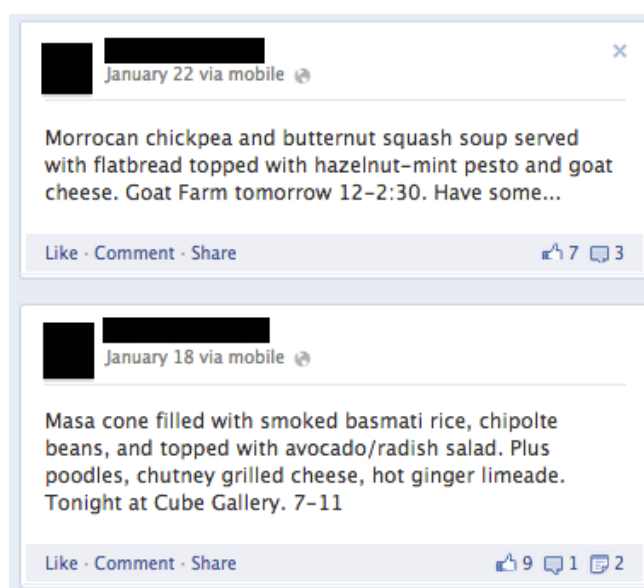 January 22 via mobile
Morrocan chickpea and butternut squash soup served
with flatbread topped with hazelnut-mint pesto and goat
cheese. Goat Farm tomorrow 12-2:30. Have some...
Like · Comment · Share 7 3
January 18 via mobile
Masa cone filled with smoked basmati rice, chipolte
beans, and topped with avocado/radish salad. Plus
poodles, chutney grilled cheese, hot ginger limeade.
Tonight at Cube Gallery. 7-11
Like · Comment · Share 9 1 2